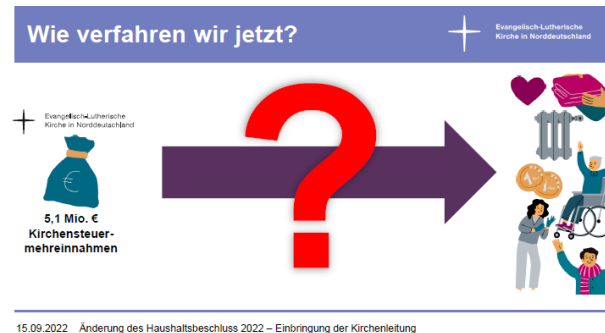 Wie verfahren wir jetzt?
Evangelisch-Lutherische
Kirche in Norddeutschland
Evangelisch-Lutherische
Kirche in Norddeutschland
€
5,1 Mio. €
Kirchensteuer-
mehreinnahmen
?
15.09.2022 Änderung des Haushaltsbeschluss 2022 – Einbringung der Kirchenleitung